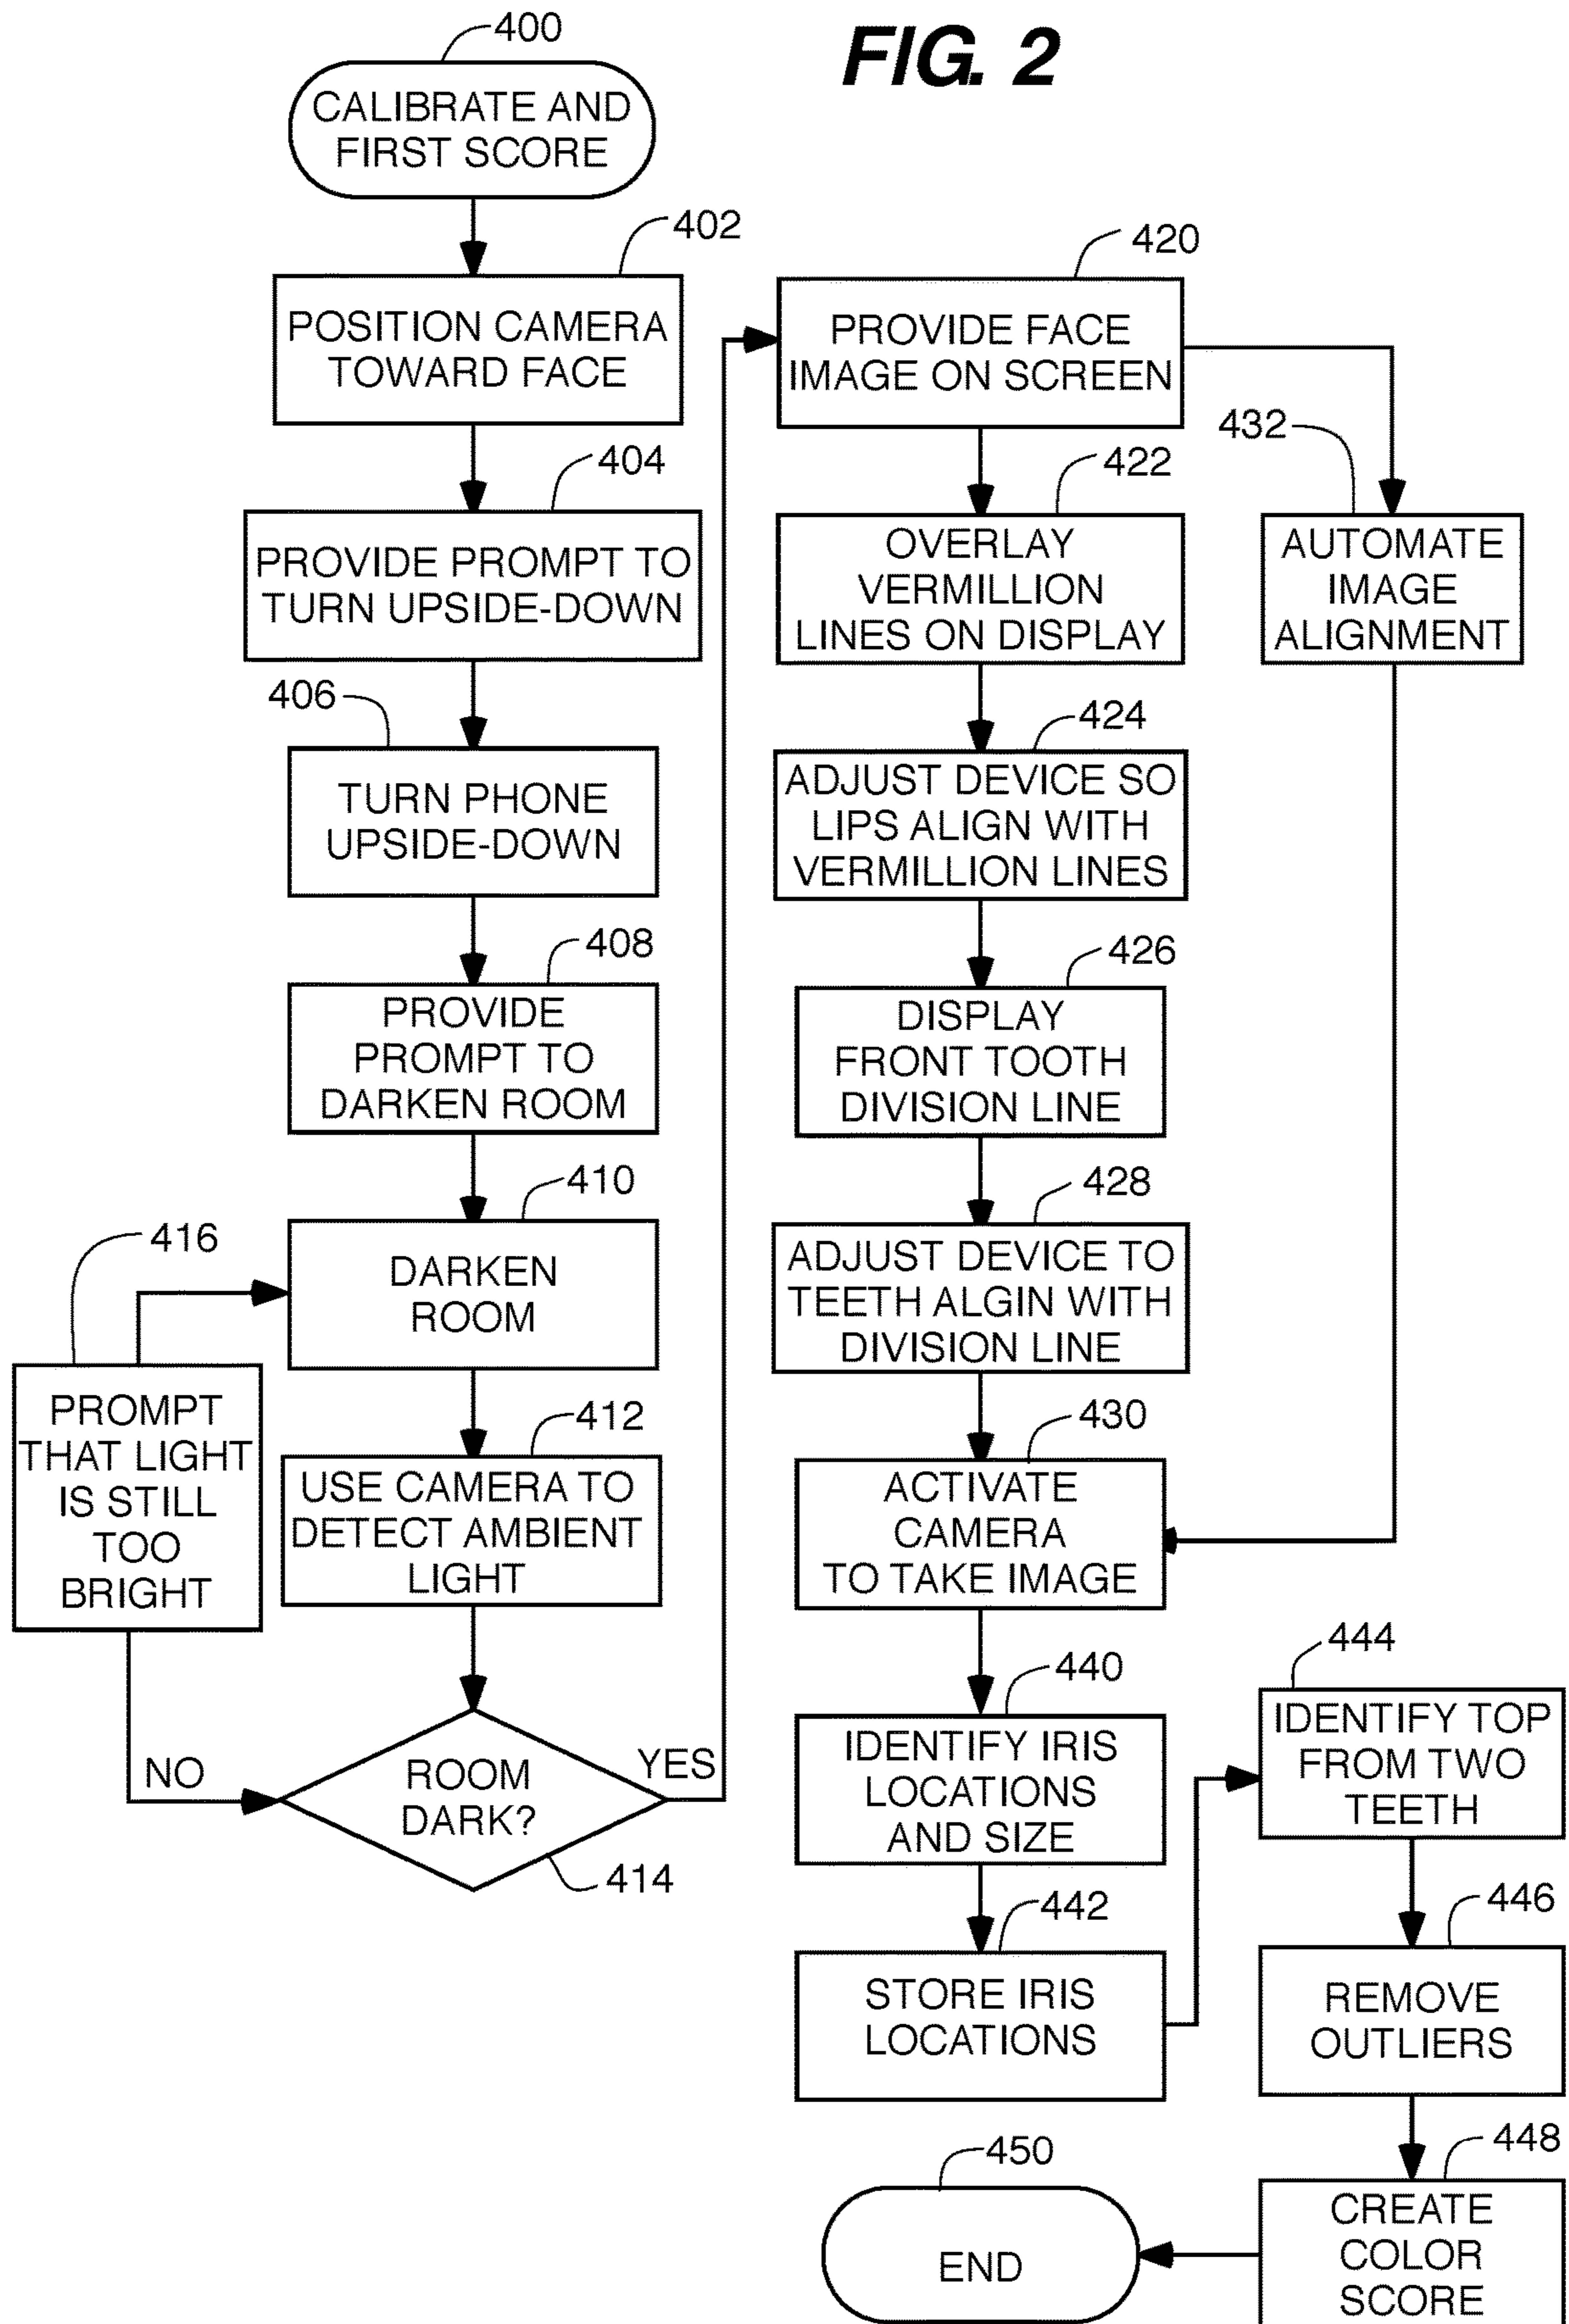 FIG. 2
400
CALIBRATE AND
FIRST SCORE
402
POSITION CAMERA
TOWARD FACE
404
PROVIDE PROMPT TO
TURN UPSIDE-DOWN
406
TURN PHONE
UPSIDE-DOWN
408
PROVIDE
PROMPT TO
DARKEN ROOM
410
DARKEN
ROOM
416
PROMPT
THAT LIGHT
IS STILL
TOO
BRIGHT
412
USE CAMERA TO
DETECT AMBIENT
LIGHT
NO
ROOM
DARK?
YES
414
420
PROVIDE FACE
IMAGE ON SCREEN
422
OVERLAY
VERMILLION
LINES ON DISPLAY
432
AUTOMATE
IMAGE
ALIGNMENT
424
ADJUST DEVICE SO
LIPS ALIGN WITH
VERMILLION LINES
426
DISPLAY
FRONT TOOTH
DIVISION LINE
428
ADJUST DEVICE TO
TEETH ALGIN WITH
DIVISION LINE
430
ACTIVATE
CAMERA
TO TAKE IMAGE
440
IDENTIFY IRIS
LOCATIONS
AND SIZE
442
STORE IRIS
LOCATIONS
444
IDENTIFY TOP
FROM TWO
TEETH
446
REMOVE
OUTLIERS
448
CREATE
COLOR
SCORE
450
END